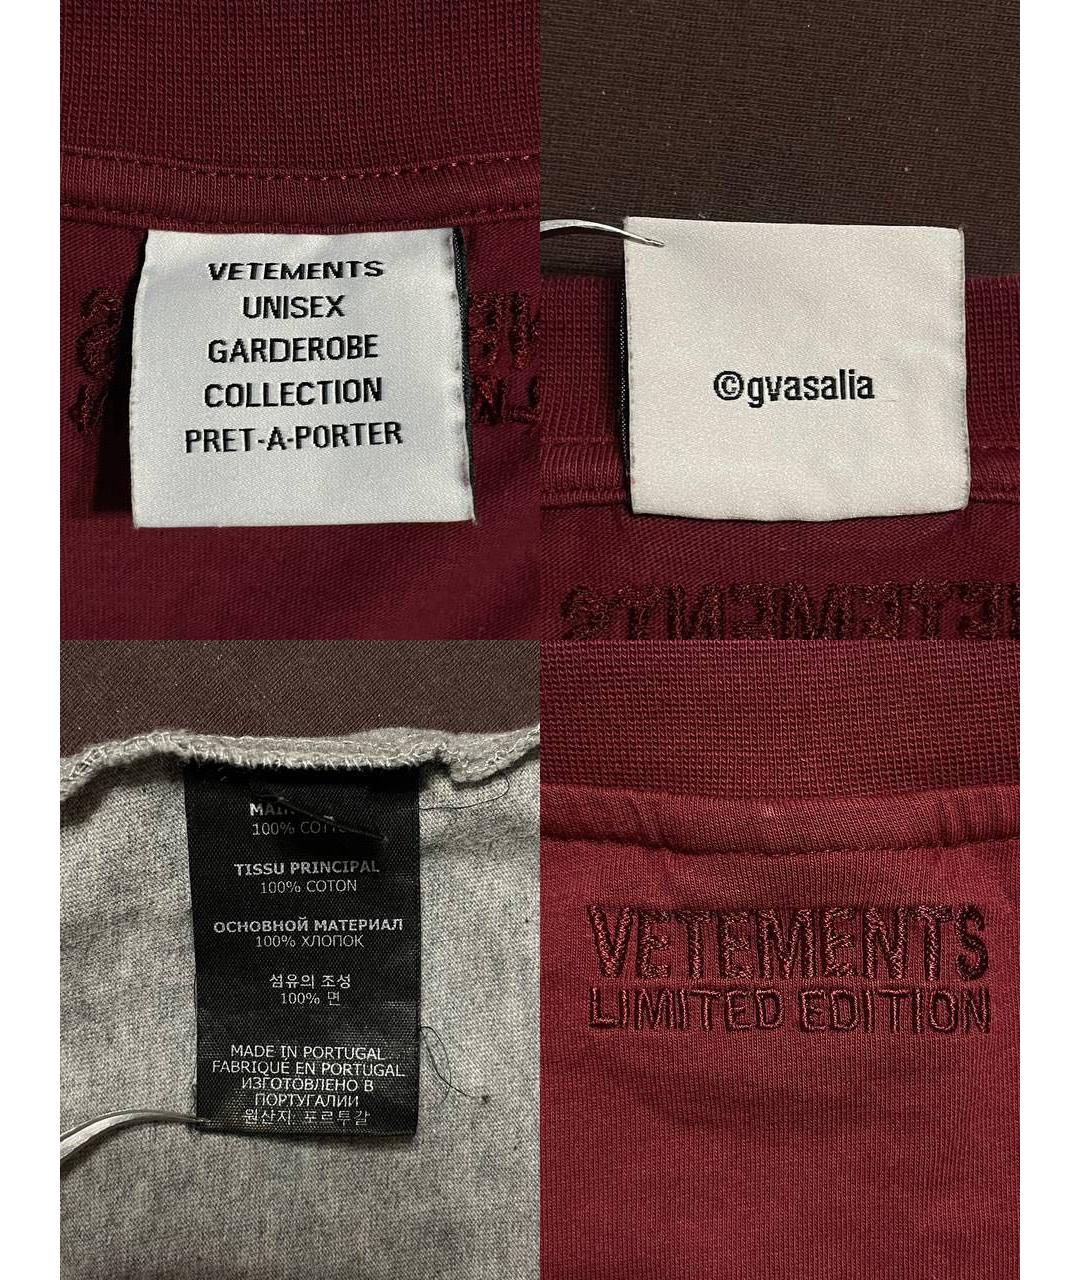 VETEMENTS
UNISEX
GARDEROBE
COLLECTION
PRET-A-PORTER
©gvasalia
VETEMENTS
100%
TISSU PRINCIPAL
100% COTON
ОСНОВНОЙ МАТЕРИАЛ
100% ХЛОПОК
섬유의 조성
100% 면
MADE IN PORTUGAL
FABRIQUÉ EN PORTUGAL
ИЗГОТОВЛЕНО В
ПОРТУГАЛИИ
원산지: 포르투갈
VETEMENTS
LIMITED EDITION